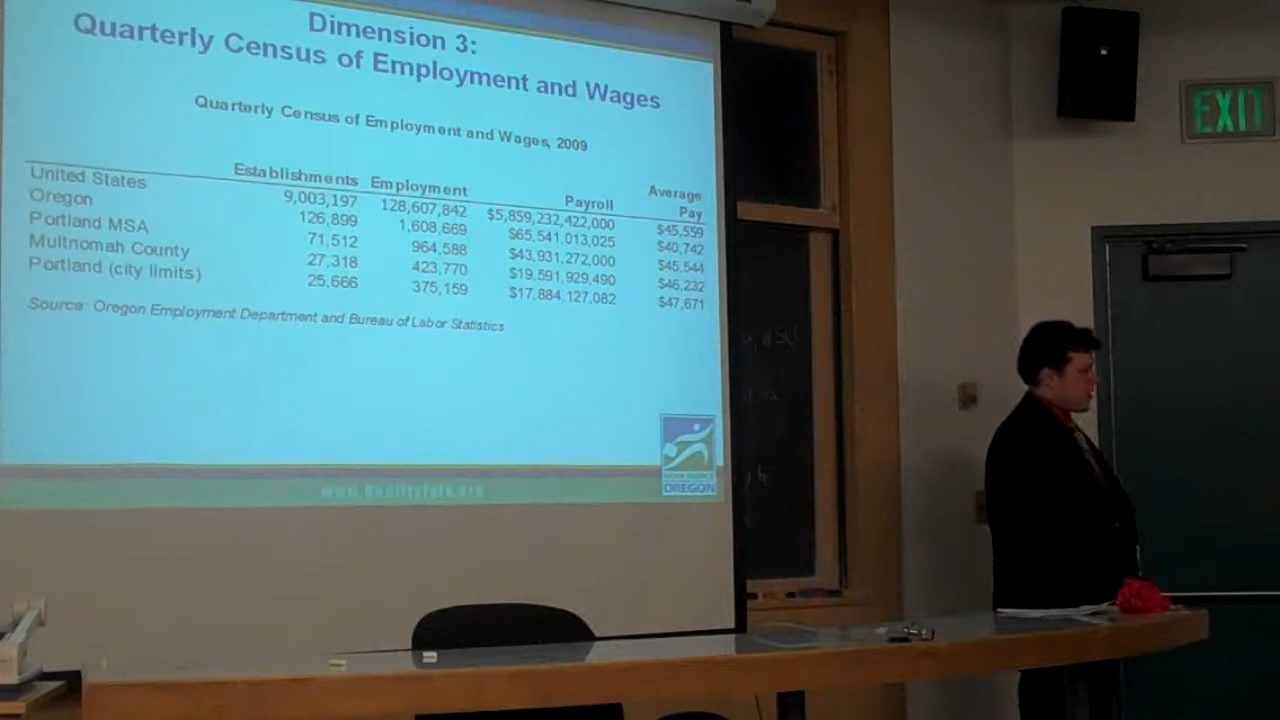 Dimension 3:
Quarterly Census of Employment and Wages
Quarterly Census of Employment and Wages, 2009
Establishments Employment Payroll Average Pay
United States 9,003,197 128,607,842 $5,859,232,422,000 $45,559
Oregon 126,899 1,608,669 $65,541,013,025 $40,742
Portland MSA 71,512 964,588 $43,931,272,000 $45,544
Multnomah County 27,318 423,770 $19,591,929,490 $46,232
Portland (city limits) 25,666 375,159 $17,884,127,082 $47,671
Source: Oregon Employment Department and Bureau of Labor Statistics
OREGON
EXIT